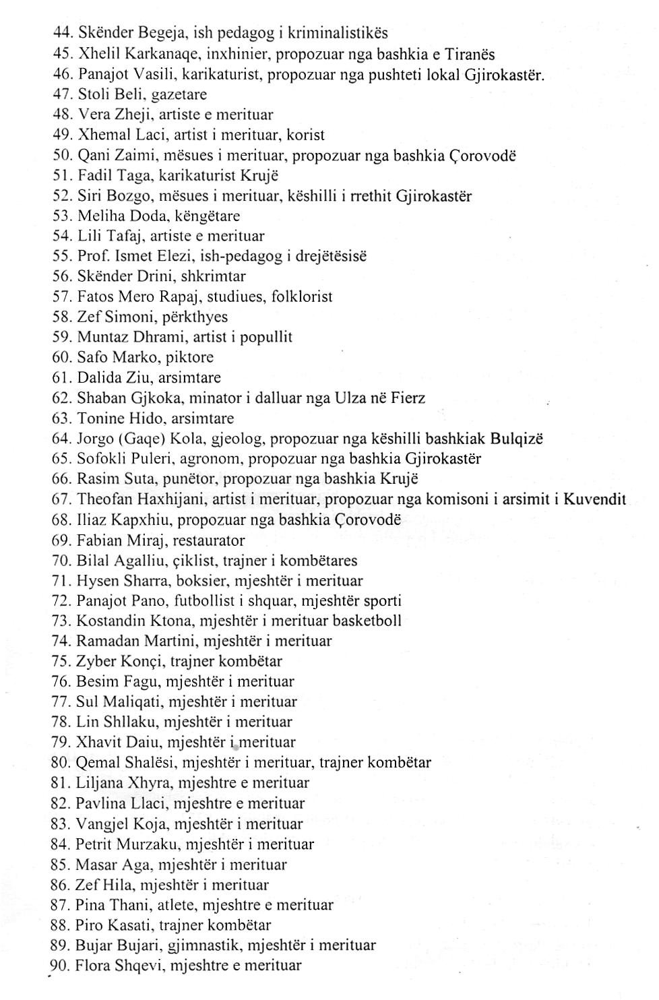 44. Skënder Begeja, ish pedagog i kriminalistikës
45. Xhelil Karkanaqe, inxhinier, propozuar nga bashkia e Tiranës
46. Panajot Vasili, karikaturist, propozuar nga pushteti lokal Gjirokastër.
47. Stoli Beli, gazetare
48. Vera Zheji, artiste e merituar
49. Xhemal Laci, artist i merituar, korist
50. Qani Zaimi, mësues i merituar, propozuar nga bashkia Çorovodë
51. Fadil Taga, karikaturist Krujë
52. Siri Bozgo, mësues i merituar, këshilli i rrethit Gjirokastër
53. Meliha Doda, këngëtare
54. Lili Tafaj, artiste e merituar
55. Prof. Ismet Elezi, ish-pedagog i drejëtësisë
56. Skënder Drini, shkrimtar
57. Fatos Mero Rapaj, studiues, folklorist
58. Zef Simoni, përkthyes
59. Muntaz Dhrami, artist i popullit
60. Safo Marko, piktore
61. Dalida Ziu, arsimtare
62. Shaban Gjkoka, minator i dalluar nga Ulza në Fierz
63. Tonine Hido, arsimtare
64. Jorgo (Gaqe) Kola, gjeolog, propozuar nga këshilli bashkiak Bulqizë
65. Sofokli Puleri, agronom, propozuar nga bashkia Gjirokastër
66. Rasim Suta, punëtor, propozuar nga bashkia Krujë
67. Theofan Haxhijani, artist i merituar, propozuar nga komisoni i arsimit i Kuvendit
68. Iliaz Kapxhiu, propozuar nga bashkia Çorovodë
69. Fabian Miraj, restaurator
70. Bilal Agalliu, çiklist, trajner i kombëtares
71. Hysen Sharra, boksier, mjeshtër i merituar
72. Panajot Pano, futbollist i shquar, mjeshtër sporti
73. Kostandin Ktona, mjeshtër i merituar basketboll
74. Ramadan Martini, mjeshtër i merituar
75. Zyber Konçi, trajner kombëtar
76. Besim Fagu, mjeshtër i merituar
77. Sul Maliqati, mjeshtër i merituar
78. Lin Shllaku, mjeshtër i merituar
79. Xhavit Daiu, mjeshtër i merituar
80. Qemal Shalësi, mjeshtër i merituar, trajner kombëtar
81. Liljana Xhyra, mjeshtre e merituar
82. Pavlina Llaci, mjeshtre e merituar
83. Vangjel Koja, mjeshtër i merituar
84. Petrit Murzaku, mjeshtër i merituar
85. Masar Aga, mjeshtër i merituar
86. Zef Hila, mjeshtër i merituar
87. Pina Thani, atlete, mjeshtre e merituar
88. Piro Kasati, trajner kombëtar
89. Bujar Bujari, gjimnastik, mjeshtër i merituar
90. Flora Shqevi, mjeshtre e merituar